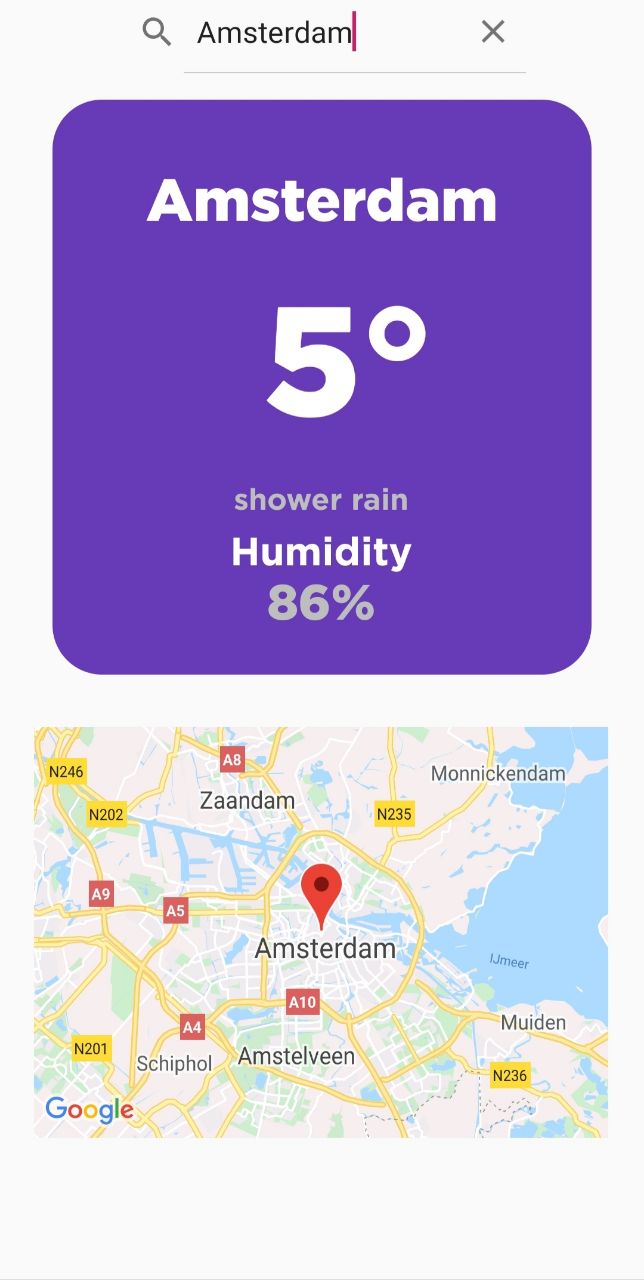 Amsterdam
Amsterdam
5°
shower rain
Humidity
86%
A8
N246
Monnickendam
Zaandam
N202
N235
A9
A5
Amsterdam
IJmeer
A10
Muiden
A4
N201
Schiphol
Amstelveen
N236
Google